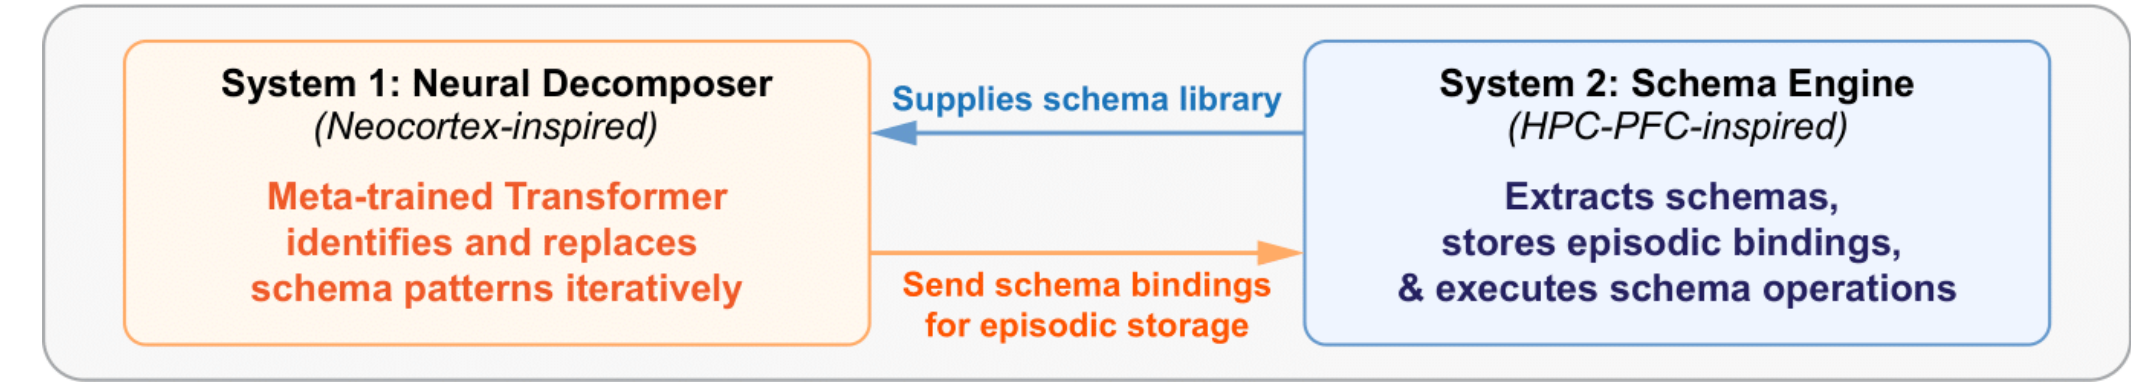 System 1: Neural Decomposer
(Neocortex-inspired)
Meta-trained Transformer
identifies and replaces
schema patterns iteratively
Supplies schema library
Send schema bindings
for episodic storage
System 2: Schema Engine
(HPC-PFC-inspired)
Extracts schemas,
stores episodic bindings,
& executes schema operations